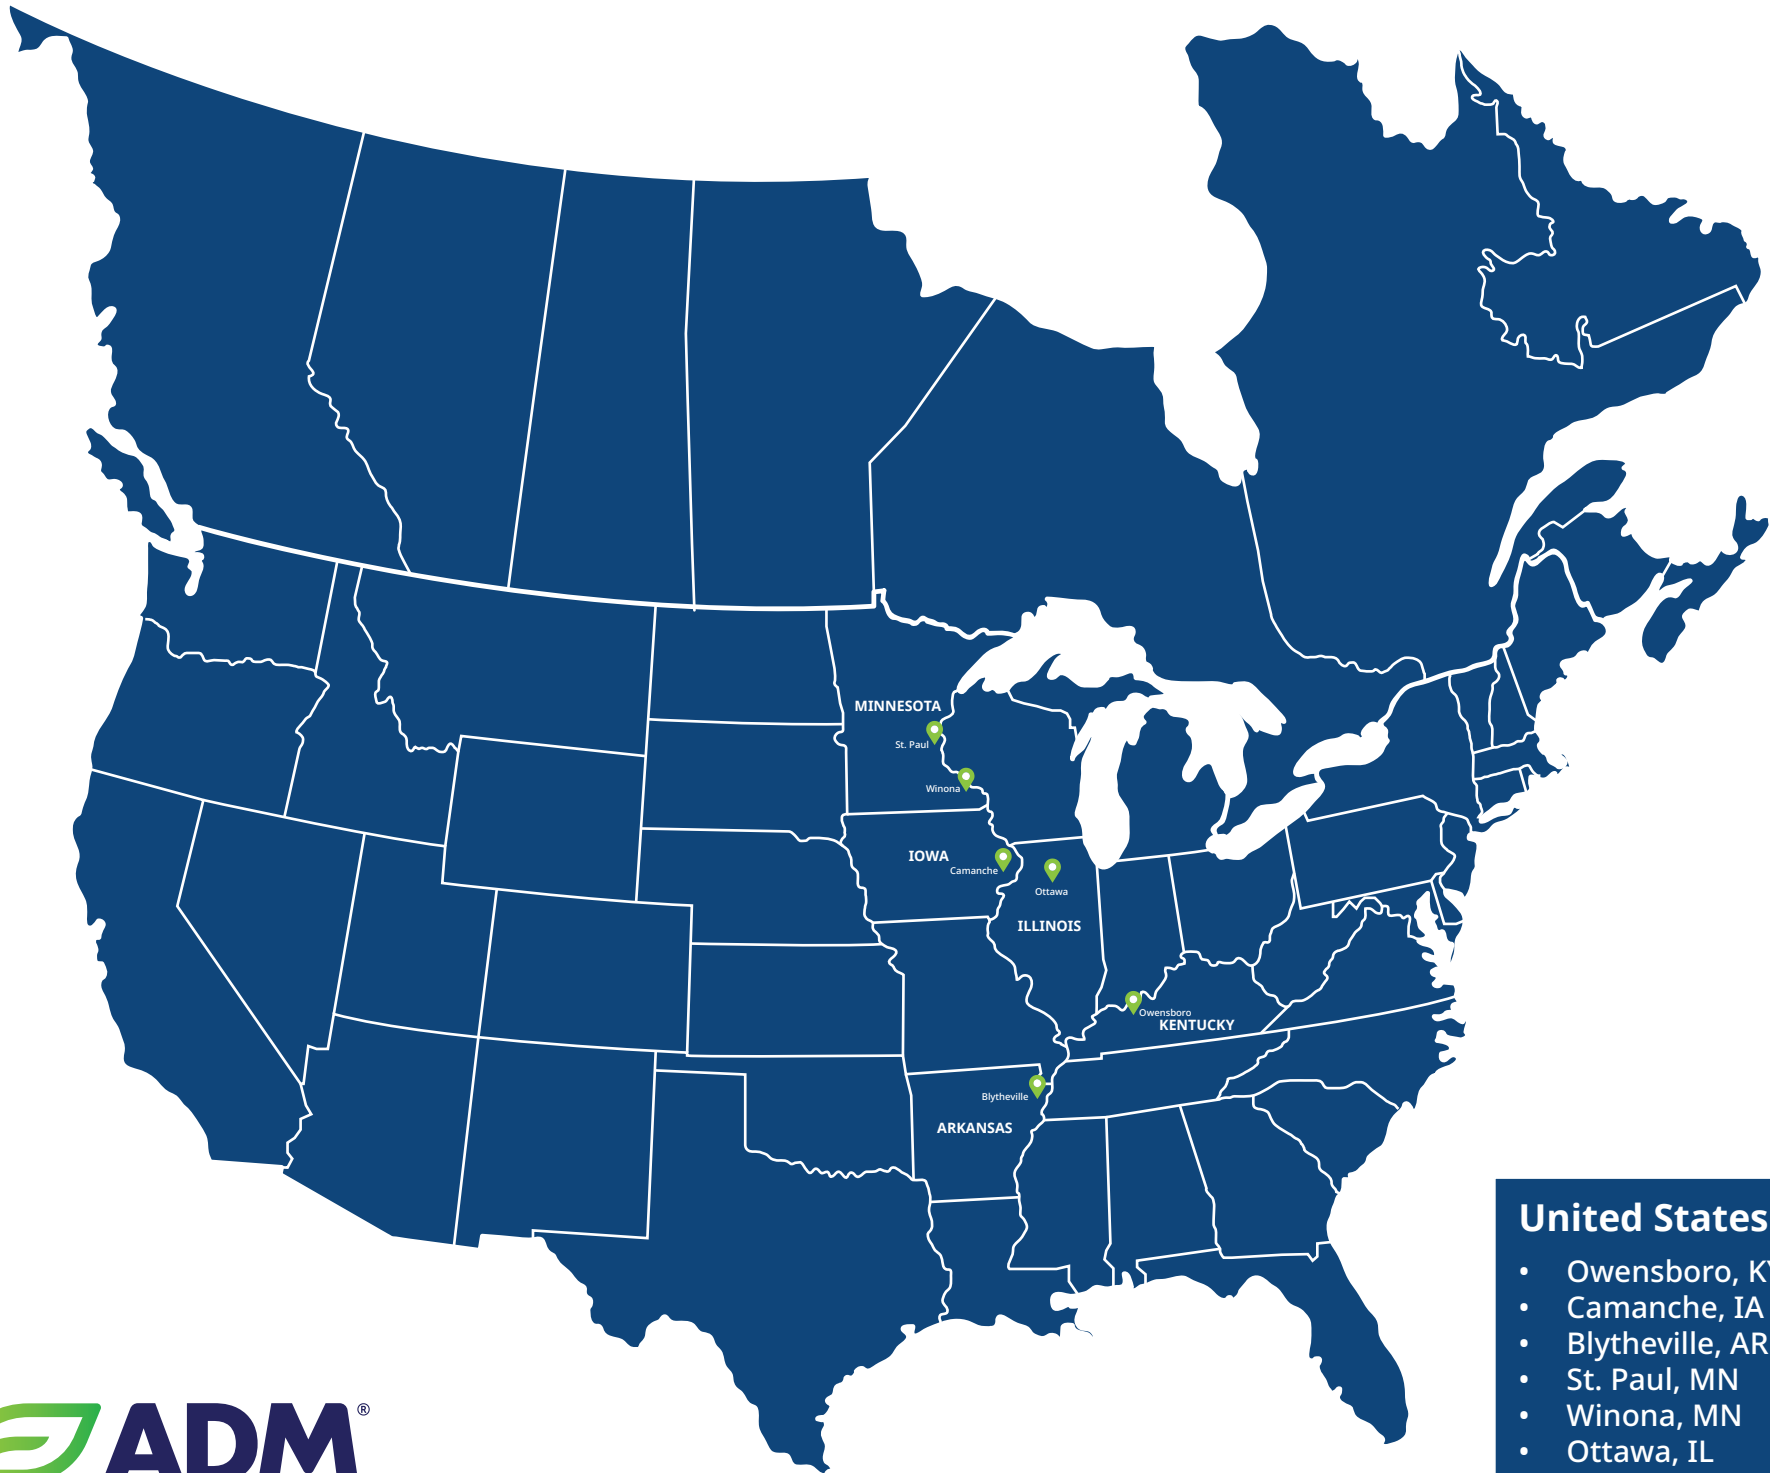 MINNESOTA
St. Paul
Winona
IOWA
Camanche
Ottawa
ILLINOIS
Owensboro
KENTUCKY
Blytheville
ARKANSAS
United States
• Owensboro, KY
• Camanche, IA
• Blytheville, AR
• St. Paul, MN
• Winona, MN
• Ottawa, IL
ADM®